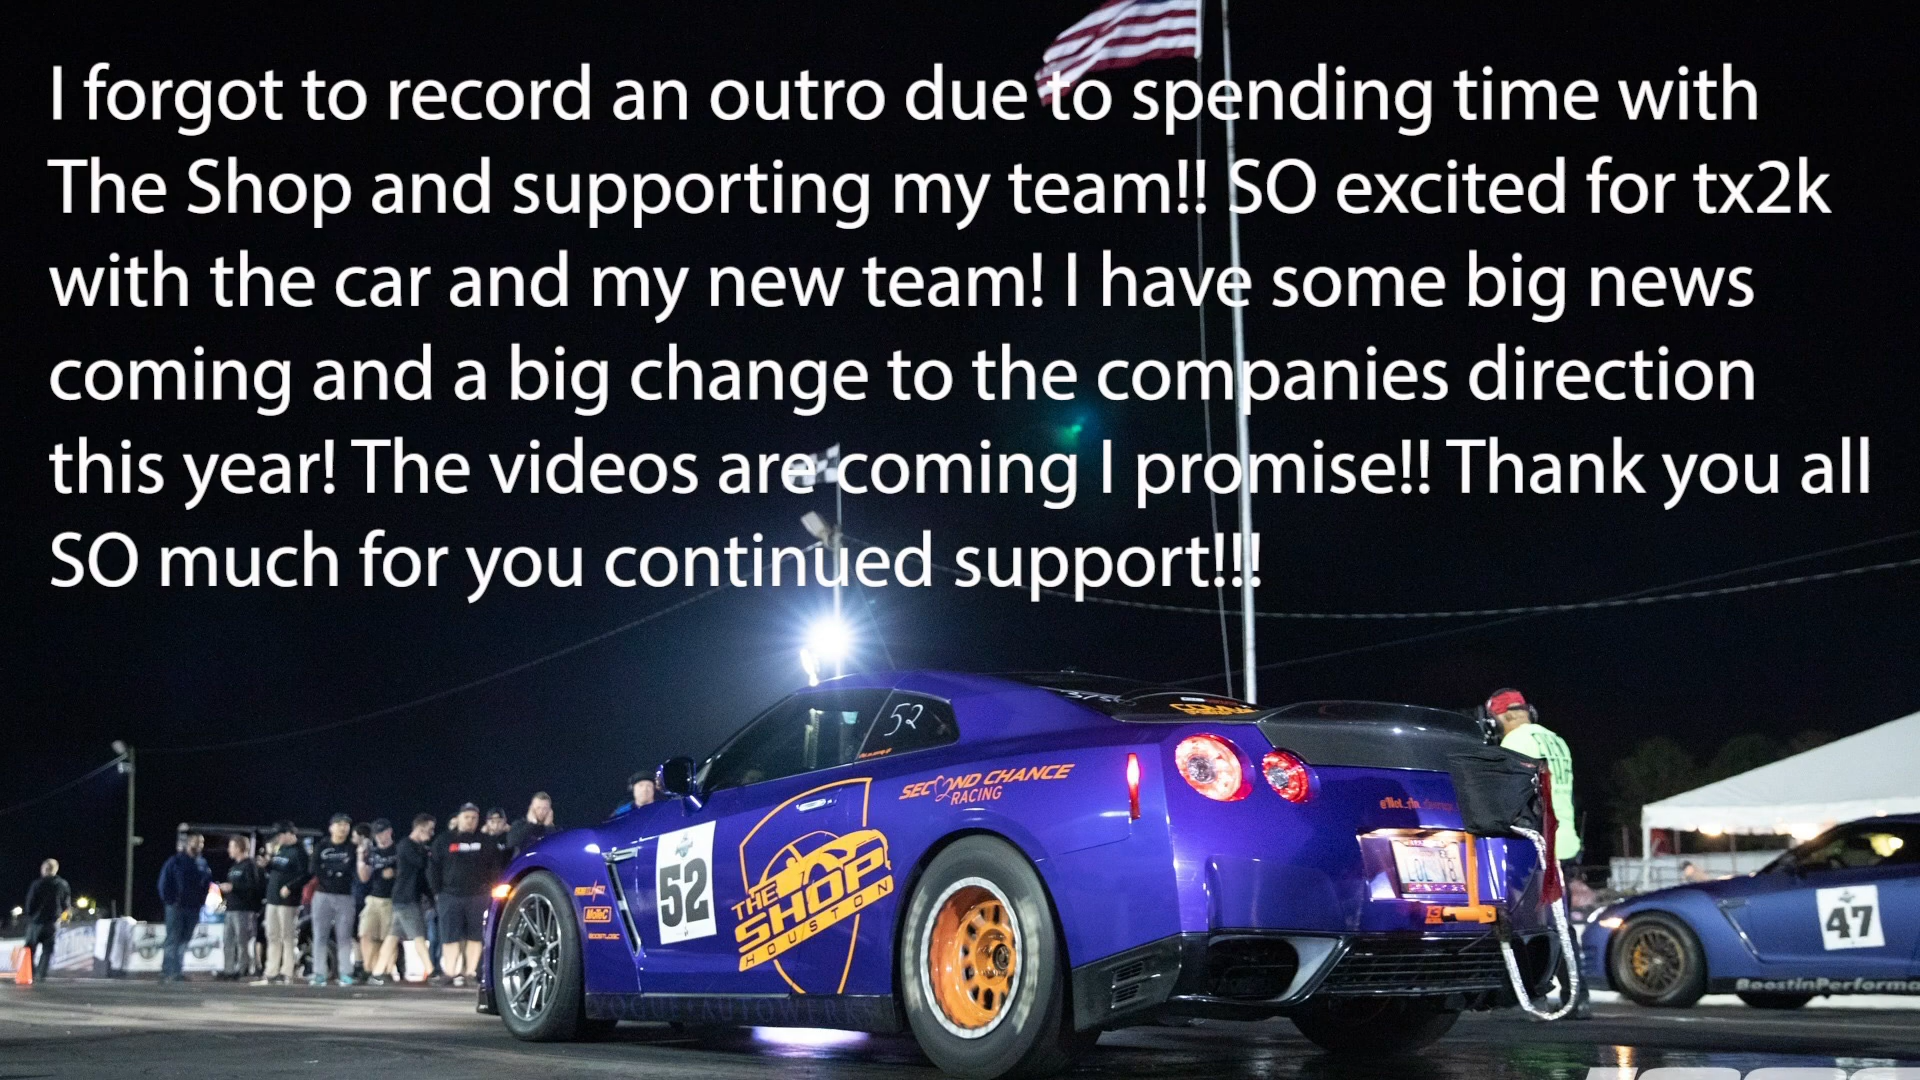 I forgot to record an outro due to spending time with
The Shop and supporting my team!! SO excited for tx2k
with the car and my new team! I have some big news
coming and a big change to the companies direction
this year! The videos are coming I promise!! Thank you all
SO much for you continued support!!!
52
SECOND CHANCE
RACING
52
THE
SHOP
HOUSTON
MoTeC
47
BoostinPerforma